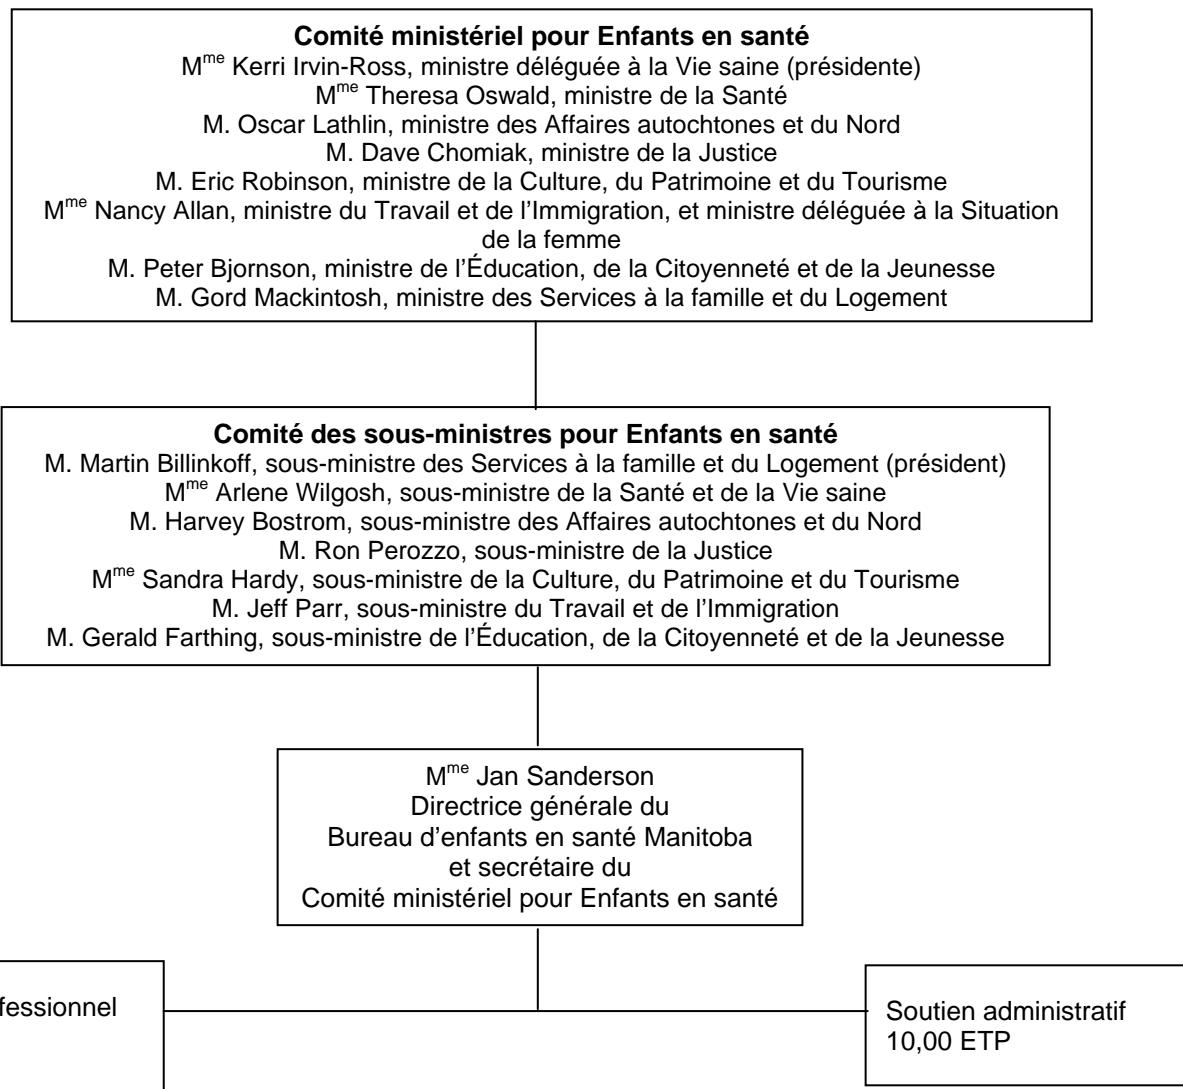 Comité ministériel pour Enfants en santé
Mme Kerri Irvin-Ross, ministre déléguée à la Vie saine (présidente)
Mme Theresa Oswald, ministre de la Santé
M. Oscar Lathlin, ministre des Affaires autochtones et du Nord
M. Dave Chomiak, ministre de la Justice
M. Eric Robinson, ministre de la Culture, du Patrimoine et du Tourisme
Mme Nancy Allan, ministre du Travail et de l’Immigration, et ministre déléguée à la Situation
de la femme
M. Peter Bjornson, ministre de l’Éducation, de la Citoyenneté et de la Jeunesse
M. Gord Mackintosh, ministre des Services à la famille et du Logement
Comité des sous-ministres pour Enfants en santé
M. Martin Billinkoff, sous-ministre des Services à la famille et du Logement (président)
Mme Arlene Wilgosh, sous-ministre de la Santé et de la Vie saine
M. Harvey Bostrom, sous-ministre des Affaires autochtones et du Nord
M. Ron Perozzo, sous-ministre de la Justice
Mme Sandra Hardy, sous-ministre de la Culture, du Patrimoine et du Tourisme
M. Jeff Parr, sous-ministre du Travail et de l’Immigration
M. Gerald Farthing, sous-ministre de l’Éducation, de la Citoyenneté et de la Jeunesse
Mme Jan Sanderson
Directrice générale du
Bureau d’enfants en santé Manitoba
et secrétaire du
Comité ministériel pour Enfants en santé
fessionnel
Soutien administratif
10,00 ETP